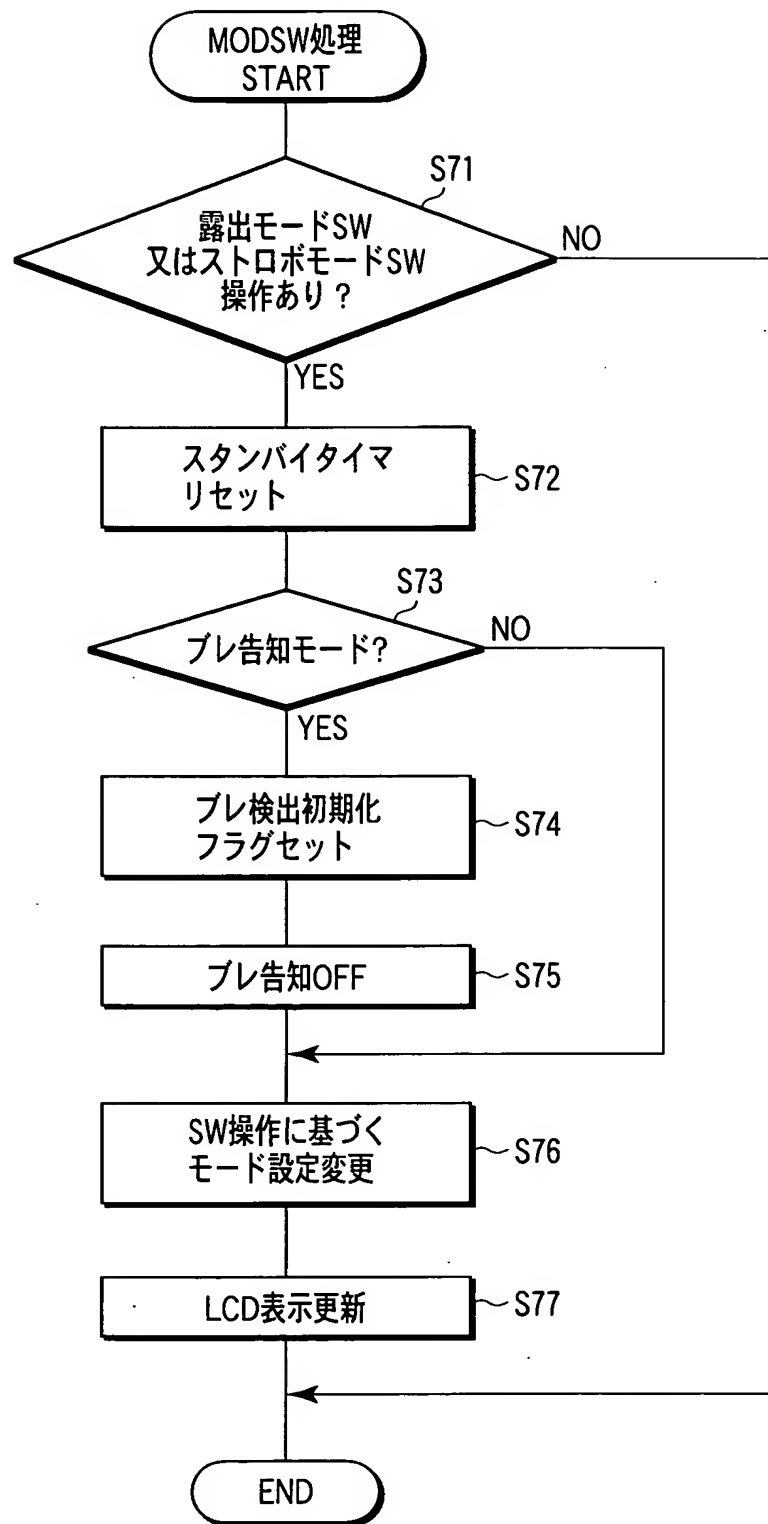 MODSW処理
START
S71
露出モードSW
又はストロボモードSW
操作あり?
NO
YES
スタンバイタイマ
リセット
S72
S73
ブレ告知モード?
NO
YES
ブレ検出初期化
フラグセット
S74
ブレ告知OFF
S75
SW操作に基づく
モード設定変更
S76
LCD表示更新
S77
END